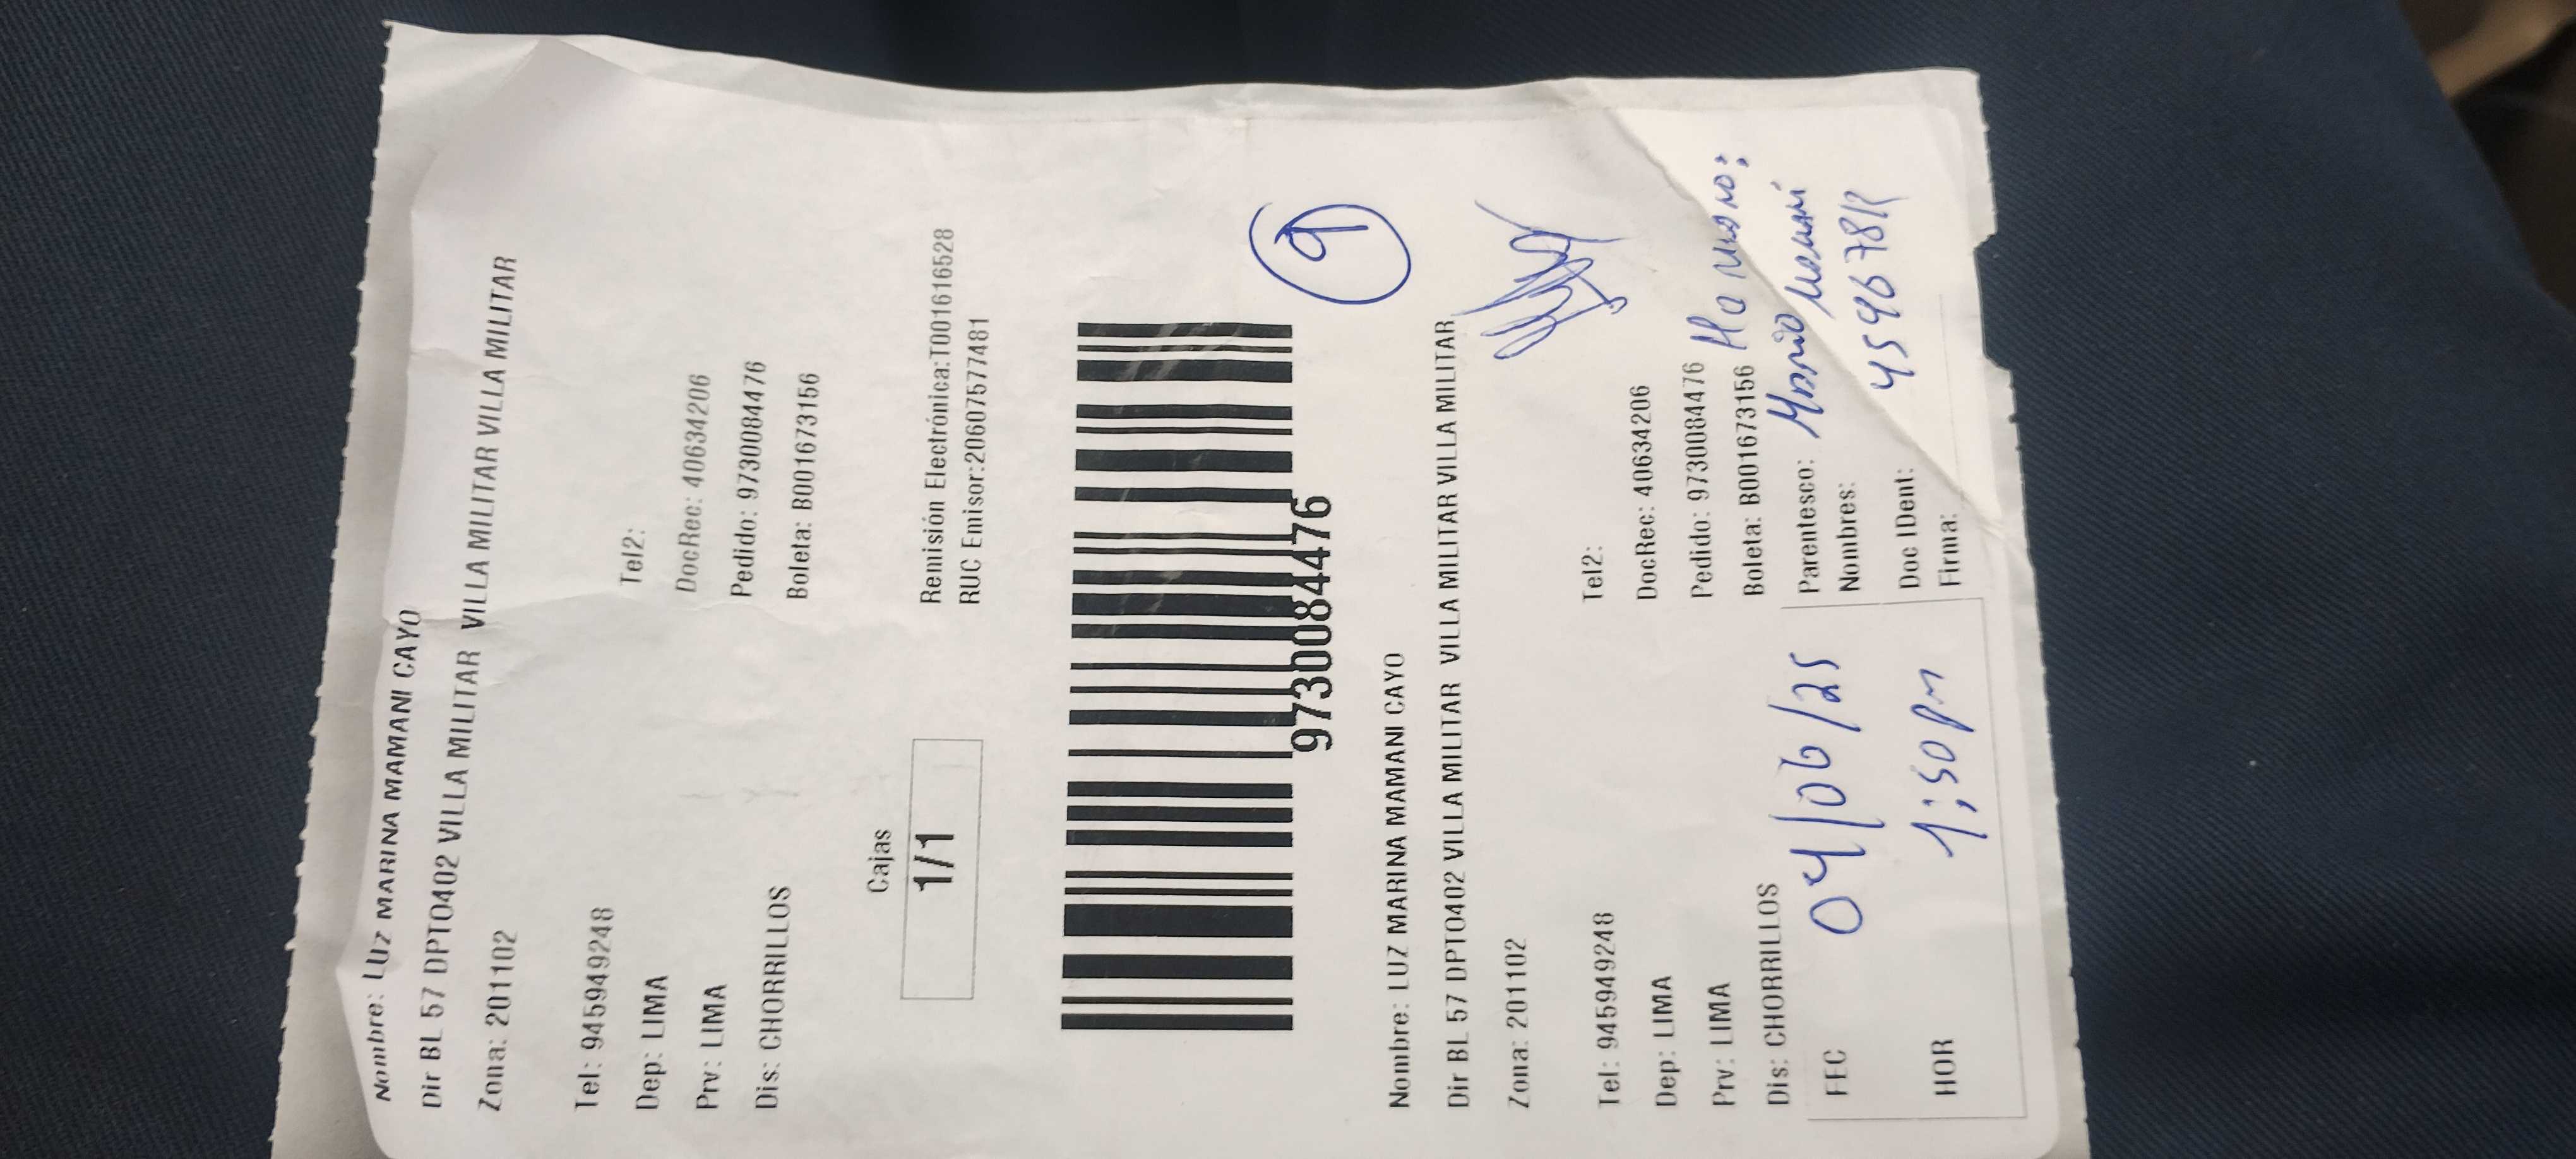 Nombre: LUZ MARINA MAMANI CAYO
Dir BL 57 DPTO402 VILLA MILITAR VILLA MILITAR VILLA MILITAR
Zona: 201102
Tel: 945949248 Tel2:
Dep: LIMA DocRec: 40634206
Prv: LIMA Pedido: 9730084476
Dis: CHORRILLOS Boleta: B001673156
Cajas
1/1
Remisión Electrónica:T001616528
RUC Emisor:20607577481
9730084476
9
Nombre: LUZ MARINA MAMANI CAYO
Dir BL 57 DPTO402 VILLA MILITAR VILLA MILITAR VILLA MILITAR
Zona: 201102
Tel: 945949248 Tel2:
Dep: LIMA DocRec: 40634206
Prv: LIMA Pedido: 9730084476
Dis: CHORRILLOS Boleta: B001673156
FEC 04/06/25 Parentesco:
Nombres: Mamani
HOR 1:50 pm Doc IDent:
Firma: